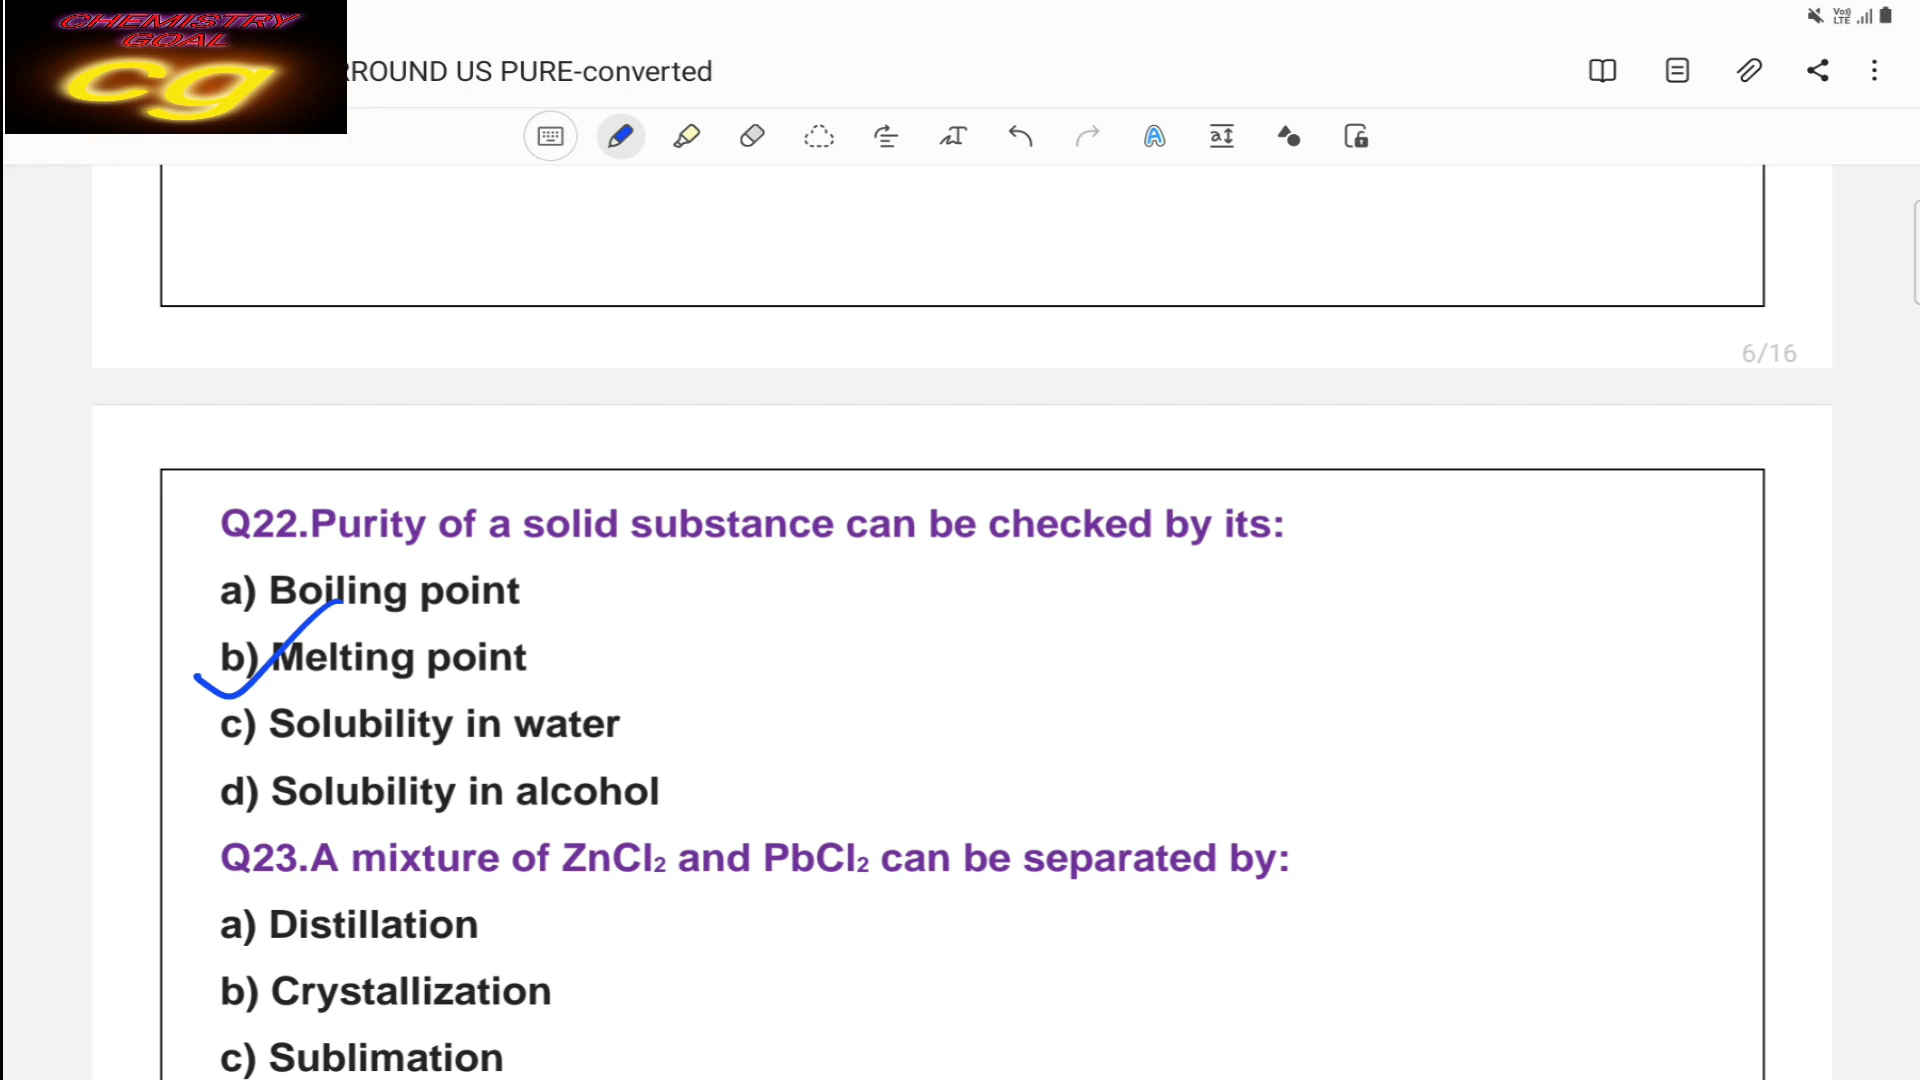 CHEMISTRY
GOAL
cg
RROUND US PURE-converted
6/16
Q22.Purity of a solid substance can be checked by its:
a) Boiling point
b) Melting point
c) Solubility in water
d) Solubility in alcohol
Q23.A mixture of ZnCl₂ and PbCl₂ can be separated by:
a) Distillation
b) Crystallization
c) Sublimation